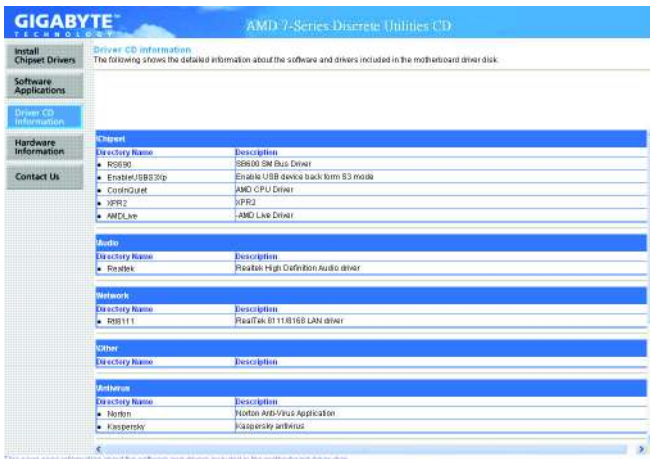 GIGABYTE™
TECHNOLOGY
AMD 7-Series Discrete Utilities CD
Install
Chipset Drivers
Software
Applications
Driver CD
Information
Hardware
Information
Contact Us
Driver CD information
The following shows the detailed information about the software and drivers included in the motherboard driver disk.
\Chipset
Directory Name Description
• RS690 SB600 SM Bus Driver
• EnableUSBS3Xp Enable USB device back form S3 mode
• CoolnQuiet AMD CPU Driver
• XPR2 XPR2
• AMDLive -AMD Live Driver
\Audio
Directory Name Description
• Realtek Realtek High Definition Audio driver
\Network
Directory Name Description
• Rtl8111 RealTek 8111/8168 LAN driver
\Other
Directory Name Description
\Antivirus
Directory Name Description
• Norton Norton Anti-Virus Application
• Kaspersky Kaspersky antivirus